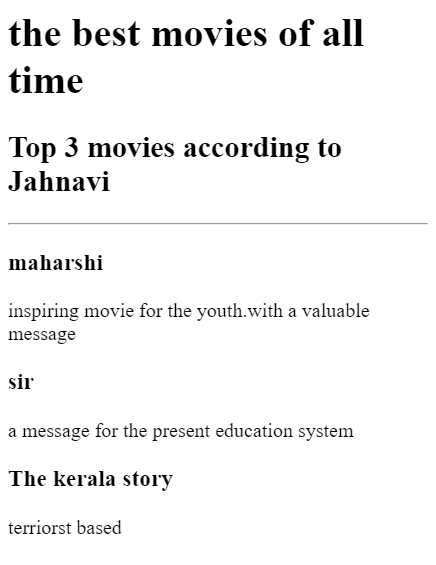 the best movies of all
time
Top 3 movies according to
Jahnavi
maharshi
inspiring movie for the youth.with a valuable
message
sir
a message for the present education system
The kerala story
terriorst based